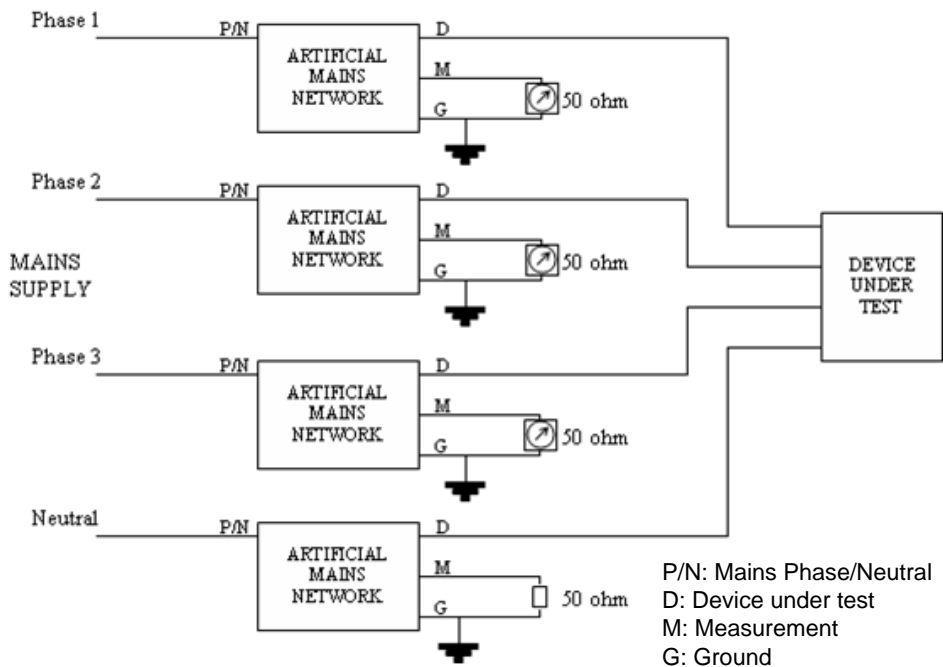 Phase 1
P/N
ARTIFICIAL
MAINS
NETWORK
D
M
G
50 ohm
Phase 2
P/N
ARTIFICIAL
MAINS
NETWORK
D
M
G
50 ohm
MAINS
SUPPLY
DEVICE
UNDER
TEST
Phase 3
P/N
ARTIFICIAL
MAINS
NETWORK
D
M
G
50 ohm
Neutral
P/N
ARTIFICIAL
MAINS
NETWORK
D
M
G
50 ohm
P/N: Mains Phase/Neutral
D: Device under test
M: Measurement
G: Ground